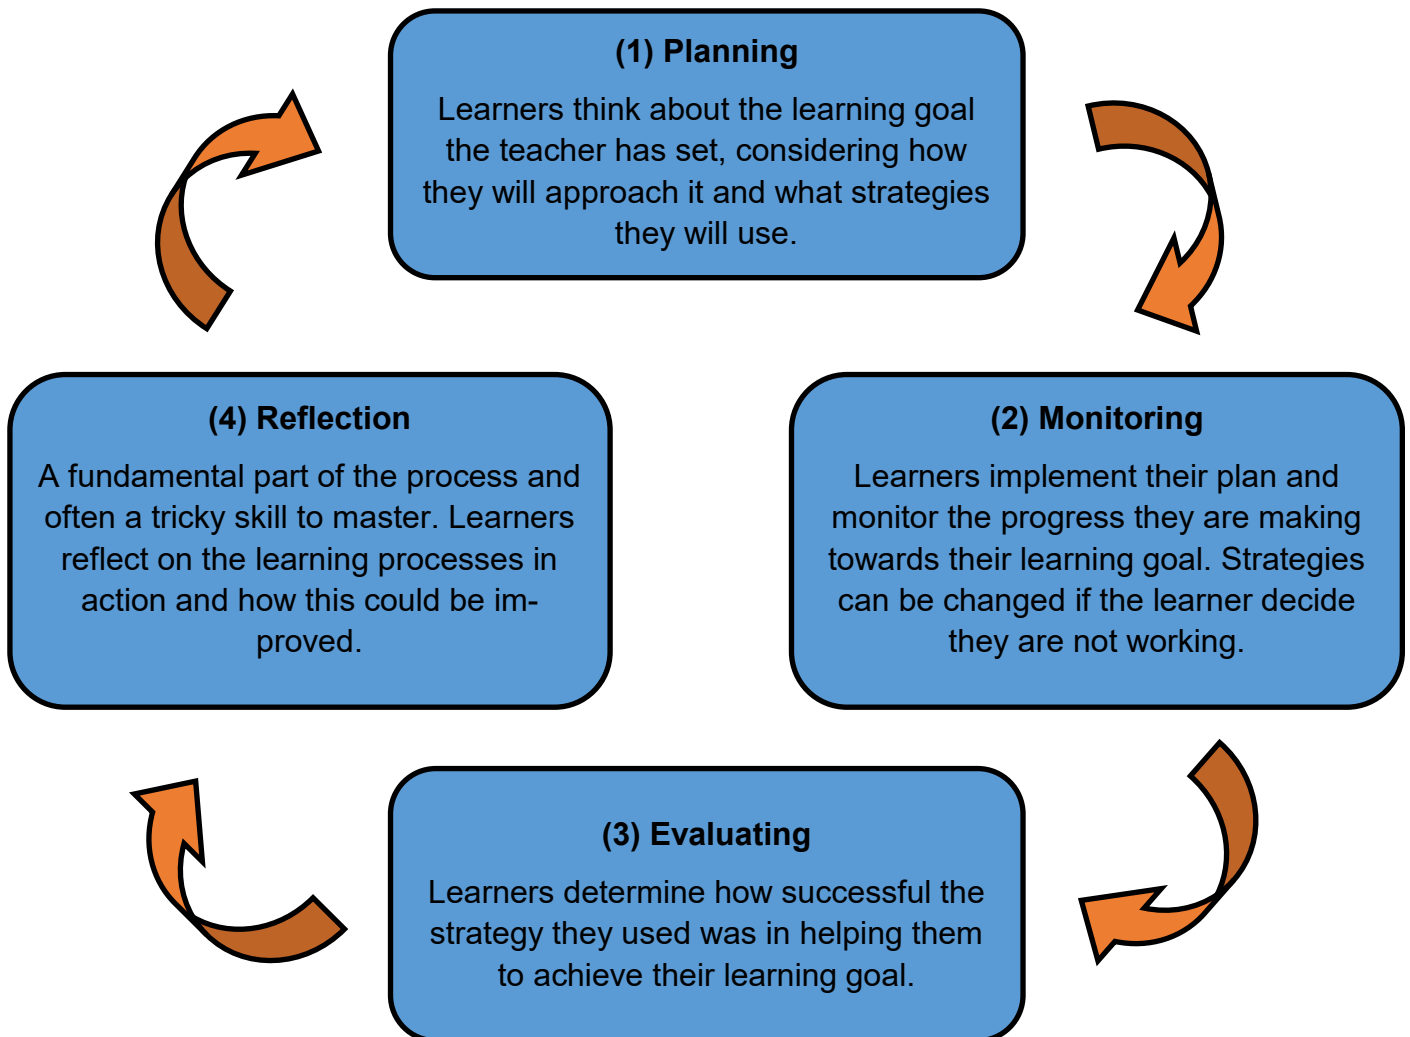 (1) Planning
Learners think about the learning goal
the teacher has set, considering how
they will approach it and what strategies
they will use.
(2) Monitoring
Learners implement their plan and
monitor the progress they are making
towards their learning goal. Strategies
can be changed if the learner decide
they are not working.
(3) Evaluating
Learners determine how successful the
strategy they used was in helping them
to achieve their learning goal.
(4) Reflection
A fundamental part of the process and
often a tricky skill to master. Learners
reflect on the learning processes in
action and how this could be im-
proved.